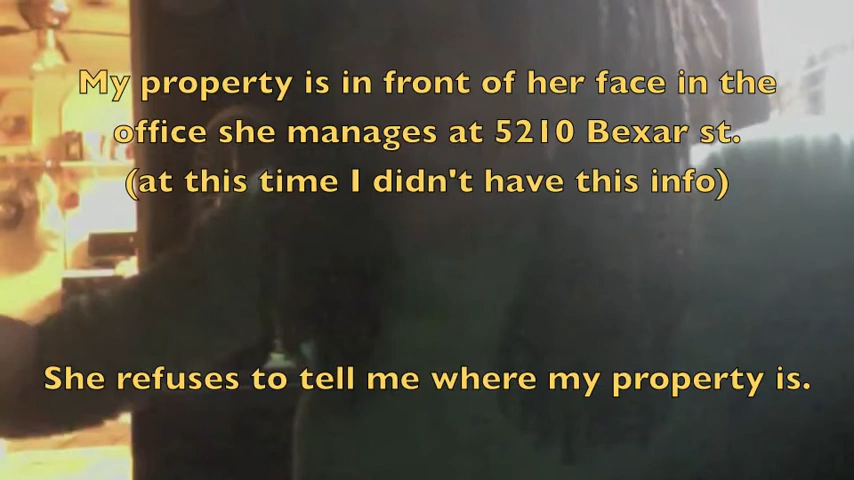 My property is in front of her face in the
office she manages at 5210 Bexar st.
(at this time I didn't have this info)
She refuses to tell me where my property is.